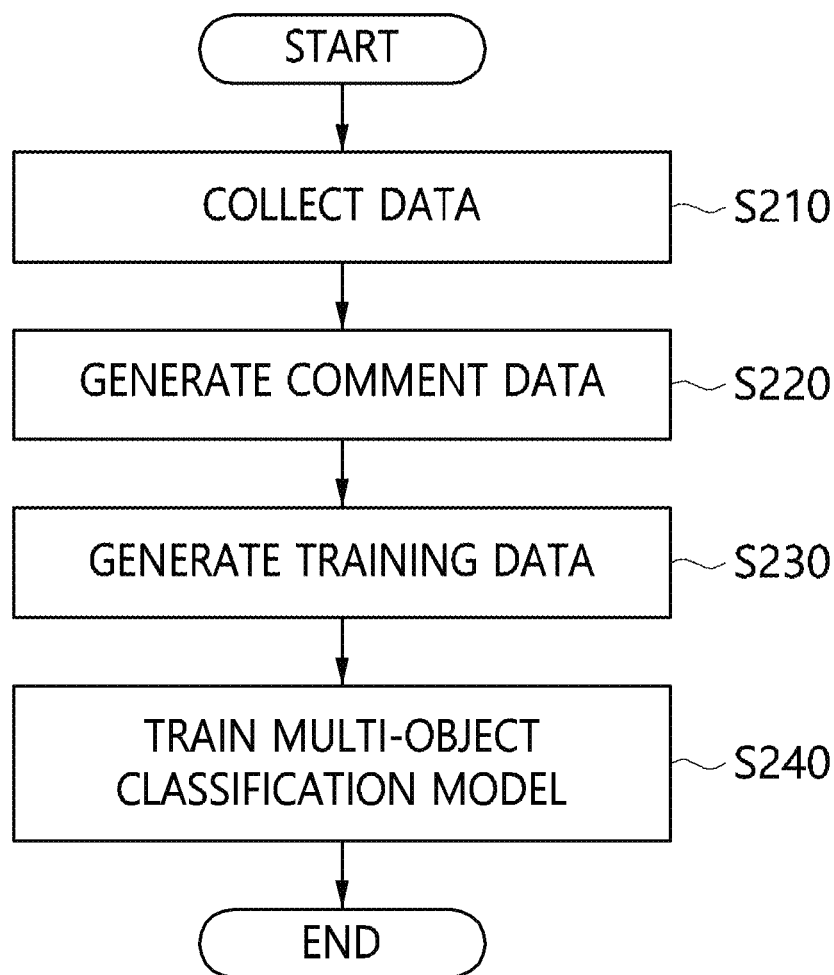 START
COLLECT DATA
S210
GENERATE COMMENT DATA
S220
GENERATE TRAINING DATA
S230
TRAIN MULTI-OBJECT
CLASSIFICATION MODEL
S240
END